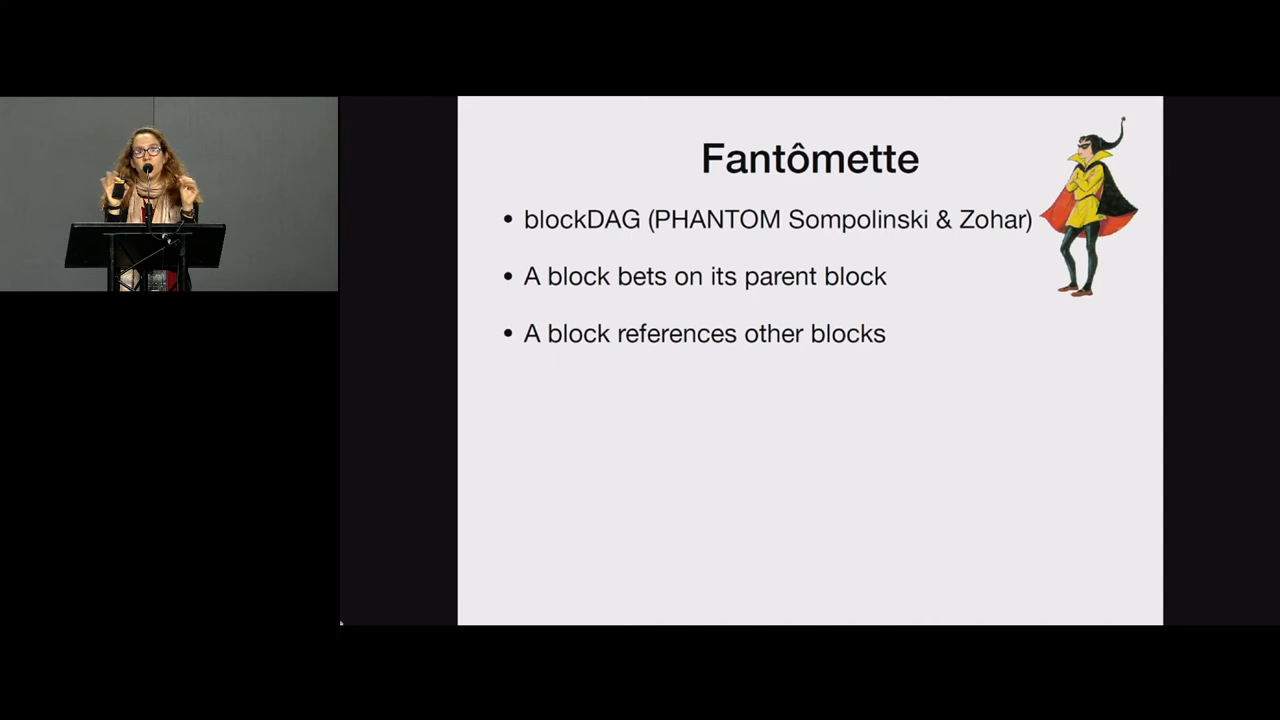 Fantômette
• blockDAG (PHANTOM Sompolinski & Zohar)
• A block bets on its parent block
• A block references other blocks